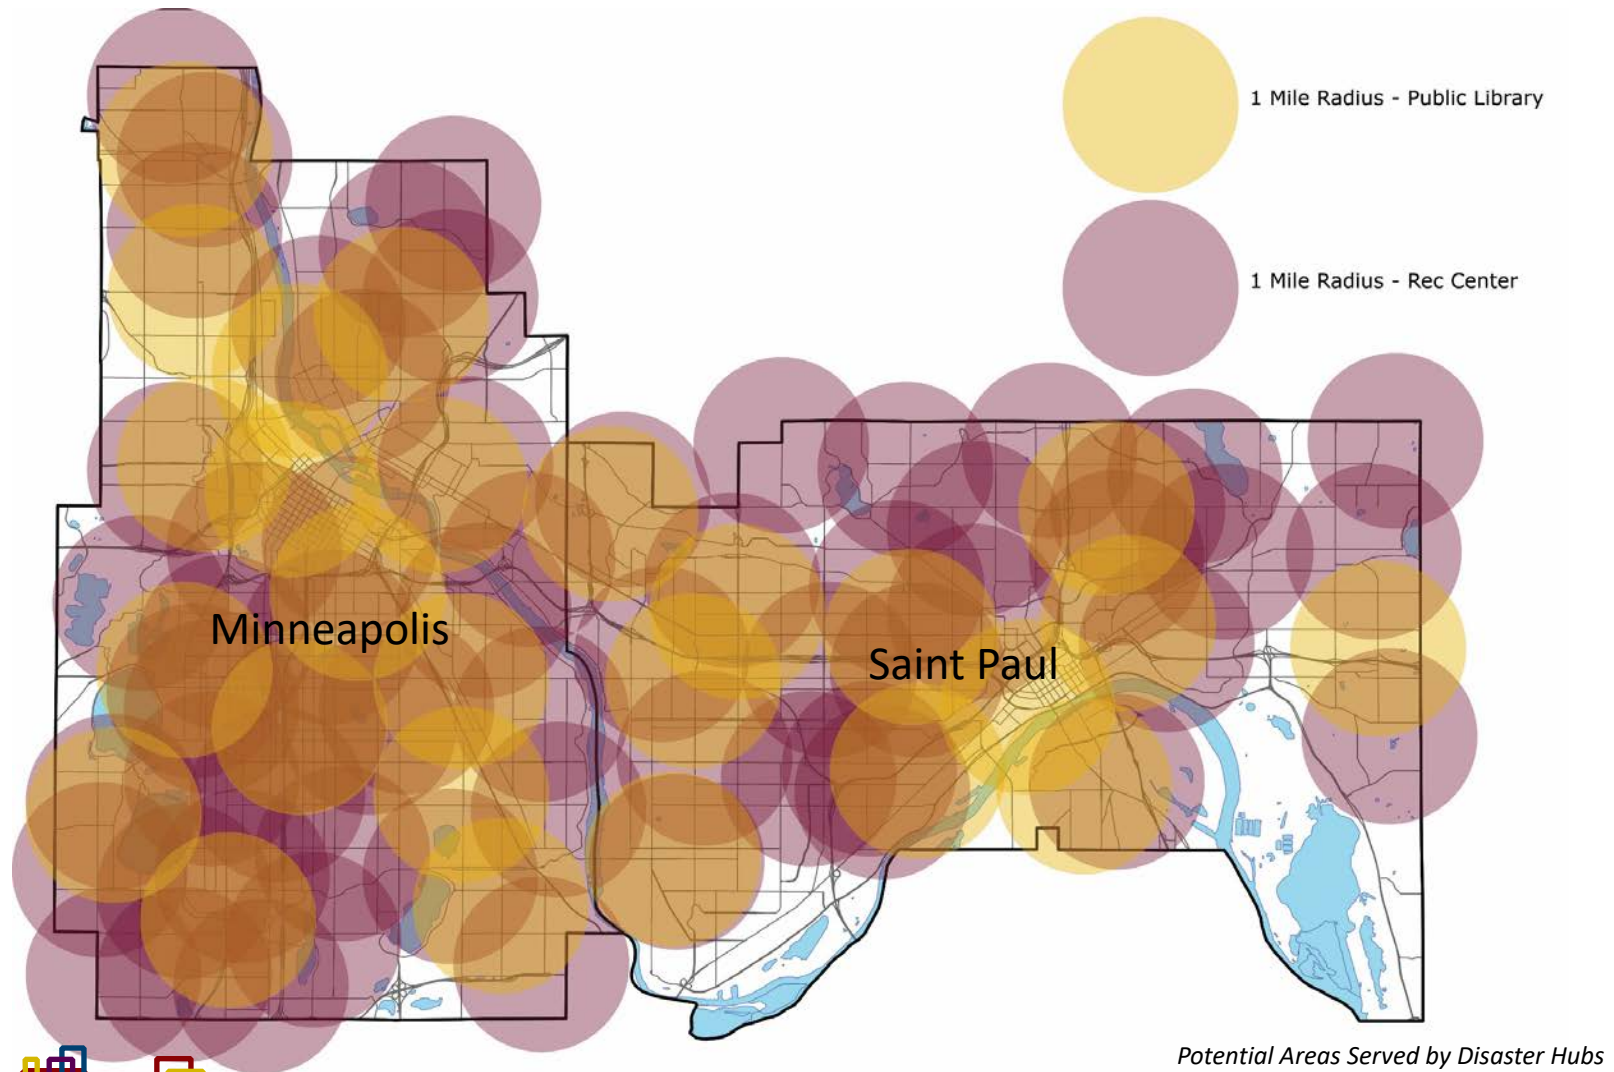 1 Mile Radius - Public Library
1 Mile Radius - Rec Center
Minneapolis
Saint Paul
Potential Areas Served by Disaster Hubs